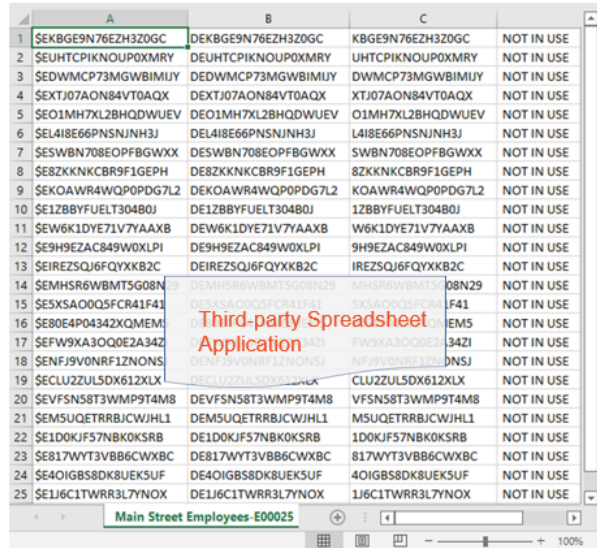 A B C
1 $EKBGE9N76EZH3Z0GC DEKBGE9N76EZH3Z0GC KBGE9N76EZH3Z0GC NOT IN USE
2 $EUHTCPIKNOUP0XMRY DEUHTCPIKNOUP0XMRY UHTCPIKNOUP0XMRY NOT IN USE
3 $EDWMCP73MGWBIMIJY DEDWMCP73MGWBIMIJY DWMCP73MGWBIMIJY NOT IN USE
4 $EXTJ07AON84VT0AQX DEXTJ07AON84VT0AQX XTJ07AON84VT0AQX NOT IN USE
5 $EO1MH7XL2BHQDWUEV DEO1MH7XL2BHQDWUEV O1MH7XL2BHQDWUEV NOT IN USE
6 $EL4I8E66PNSNJNH3J DEL4I8E66PNSNJNH3J L4I8E66PNSNJNH3J NOT IN USE
7 $ESWBN708EOPFBGWXX DESWBN708EOPFBGWXX SWBN708EOPFBGWXX NOT IN USE
8 $E8ZKKNKCBR9F1GEPH DE8ZKKNKCBR9F1GEPH 8ZKKNKCBR9F1GEPH NOT IN USE
9 $EKOAWR4WQP0PDG7L2 DEKOAWR4WQP0PDG7L2 KOAWR4WQP0PDG7L2 NOT IN USE
10 $E1ZBBYFUELT304B0J DE1ZBBYFUELT304B0J 1ZBBYFUELT304B0J NOT IN USE
11 $EW6K1DYE71V7YAAXB DEW6K1DYE71V7YAAXB W6K1DYE71V7YAAXB NOT IN USE
12 $E9H9EZAC849W0XLPI DE9H9EZAC849W0XLPI 9H9EZAC849W0XLPI NOT IN USE
13 $EIREZSQJ6FQYXKB2C DEIREZSQJ6FQYXKB2C IREZSQJ6FQYXKB2C NOT IN USE
14 $EMHSR6WBMT5G08N29 DEMHSR6WBMT5G08N29 MHSR6WBMT5G08N29 NOT IN USE
15 $E5XSAO0Q5FCR41F41 DE5XSAO0Q5FCR41F41 5XSAO0Q5FCR41F41 NOT IN USE
16 $E80E4P04342XQMEM5 NOT IN USE
Third-party Spreadsheet
Application
17 $EFW9XA3OQ0E2A34ZI FW9XA3OQ0E2A34ZI NOT IN USE
18 $ENFJ9V0NRF1ZNONSJ DENFJ9V0NRF1ZNONSJ NFJ9V0NRF1ZNONSJ NOT IN USE
19 $ECLU2ZUL5DX612XLX DECLU2ZUL5DX612XLX CLU2ZUL5DX612XLX NOT IN USE
20 $EVFSN58T3WMP9T4M8 DEVFSN58T3WMP9T4M8 VFSN58T3WMP9T4M8 NOT IN USE
21 $EM5UQETRRBJCWJHL1 DEM5UQETRRBJCWJHL1 M5UQETRRBJCWJHL1 NOT IN USE
22 $E1D0KJF57NBK0KSRB DE1D0KJF57NBK0KSRB 1D0KJF57NBK0KSRB NOT IN USE
23 $E817WYT3VBB6CWXBC DE817WYT3VBB6CWXBC 817WYT3VBB6CWXBC NOT IN USE
24 $E4OIGBS8DK8UEK5UF DE4OIGBS8DK8UEK5UF 4OIGBS8DK8UEK5UF NOT IN USE
25 $E1J6C1TWRR3L7YNOX DE1J6C1TWRR3L7YNOX 1J6C1TWRR3L7YNOX NOT IN USE
Main Street Employees-E00025
100%